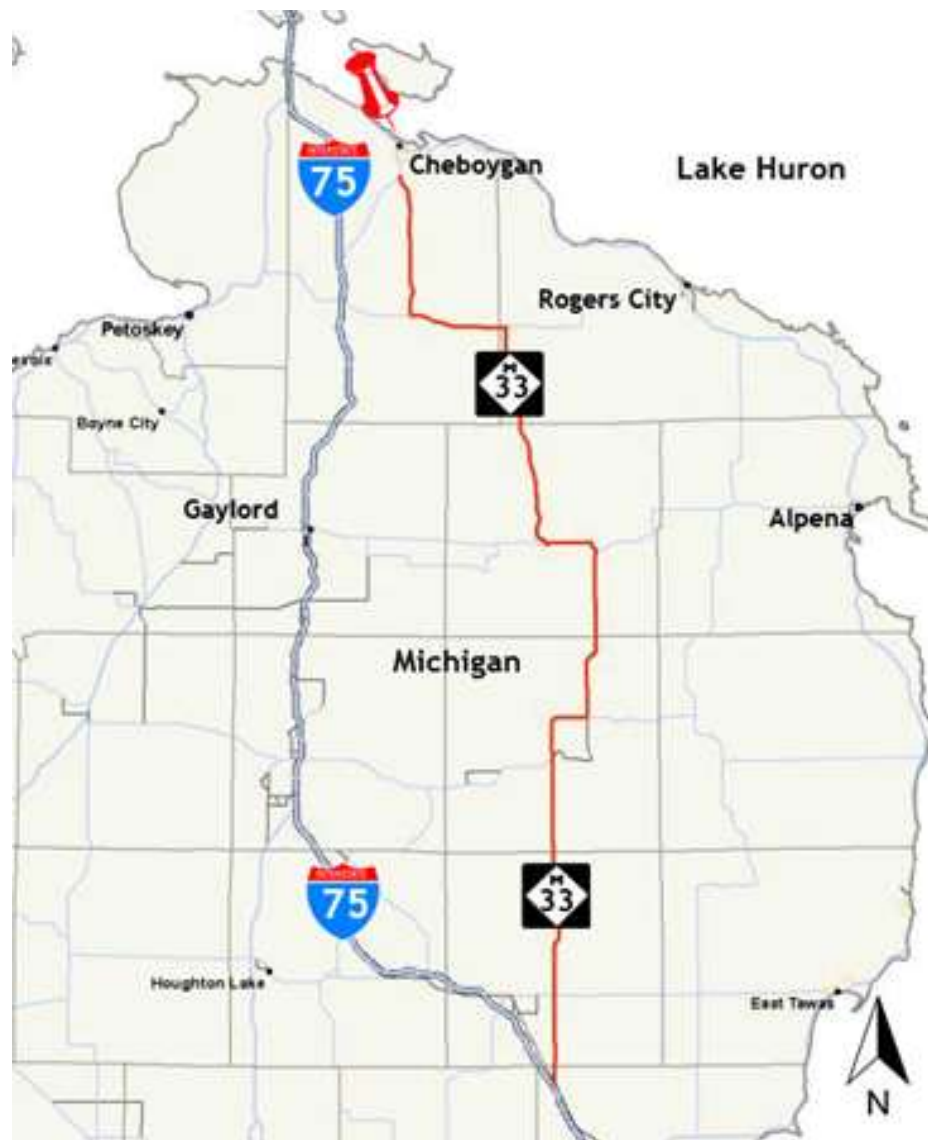 Cheboygan
Lake Huron
75
Rogers City
Petoskey
M
33
Boyne City
Gaylord
Alpena
Michigan
75
M
33
Houghton Lake
East Tawas
N